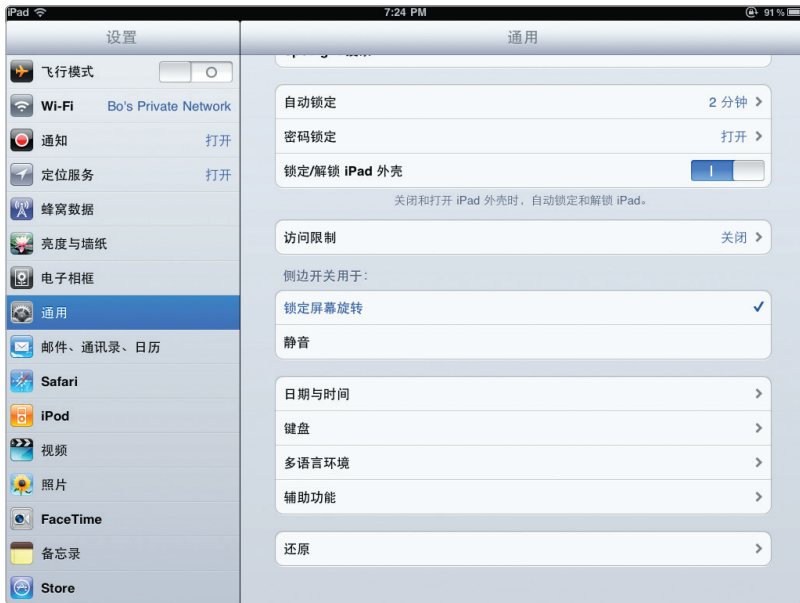 iPad 7:24 PM 91%
设置
飞行模式
Wi-Fi Bo's Private Network
通知 打开
定位服务 打开
蜂窝数据
亮度与墙纸
电子相框
通用
邮件、通讯录、日历
Safari
iPod
视频
照片
FaceTime
备忘录
Store
通用
自动锁定 2 分钟
密码锁定 打开
锁定/解锁 iPad 外壳
关闭和打开 iPad 外壳时，自动锁定和解锁 iPad。
访问限制 关闭
侧边开关用于：
锁定屏幕旋转
静音
日期与时间
键盘
多语言环境
辅助功能
还原